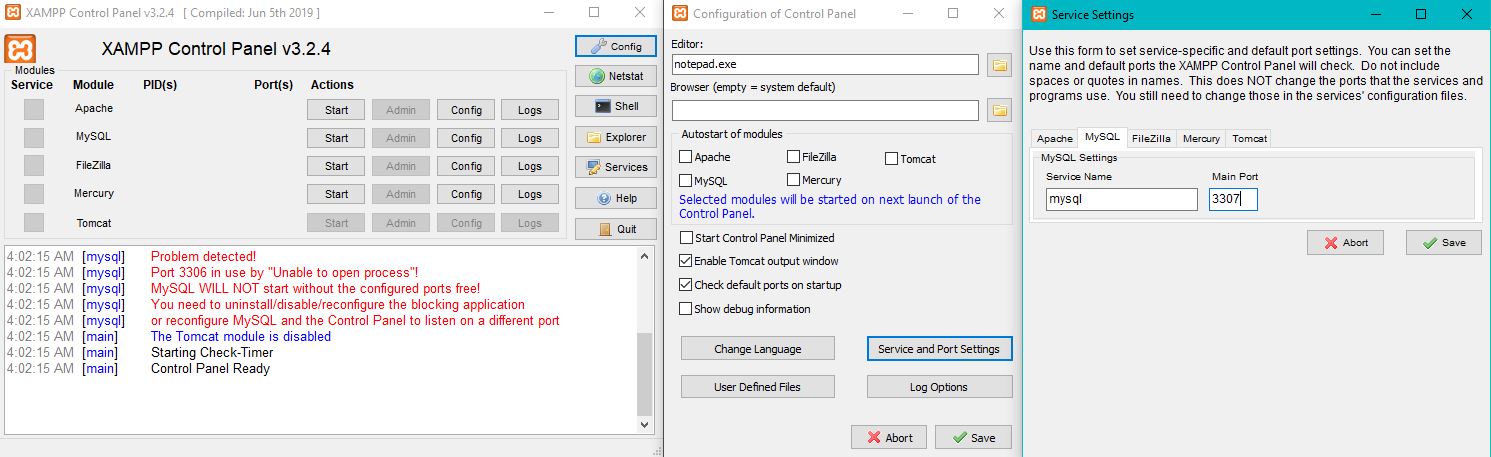 XAMPP Control Panel v3.2.4 [ Compiled: Jun 5th 2019 ]
XAMPP Control Panel v3.2.4
Modules
Service Module PID(s) Port(s) Actions
Apache Start Admin Config Logs
MySQL Start Admin Config Logs
FileZilla Start Admin Config Logs
Mercury Start Admin Config Logs
Tomcat Start Admin Config Logs
Config
Netstat
Shell
Explorer
Services
Help
Quit
4:02:15 AM [mysql] Problem detected!
4:02:15 AM [mysql] Port 3306 in use by "Unable to open process"!
4:02:15 AM [mysql] MySQL WILL NOT start without the configured ports free!
4:02:15 AM [mysql] You need to uninstall/disable/reconfigure the blocking application
4:02:15 AM [mysql] or reconfigure MySQL and the Control Panel to listen on a different port
4:02:15 AM [main] The Tomcat module is disabled
4:02:15 AM [main] Starting Check-Timer
4:02:15 AM [main] Control Panel Ready
Configuration of Control Panel
Editor:
notepad.exe
Browser (empty = system default)
Autostart of modules
Apache FileZilla Tomcat
MySQL Mercury
Selected modules will be started on next launch of the
Control Panel.
Start Control Panel Minimized
Enable Tomcat output window
Check default ports on startup
Show debug information
Change Language Service and Port Settings
User Defined Files Log Options
Abort Save
Service Settings
Use this form to set service-specific and default port settings. You can set the
name and default ports the XAMPP Control Panel will check. Do not include
spaces or quotes in names. This does NOT change the ports that the services and
programs use. You still need to change those in the services' configuration files.
Apache MySQL FileZilla Mercury Tomcat
MySQL Settings
Service Name Main Port
mysql 3307
Abort Save